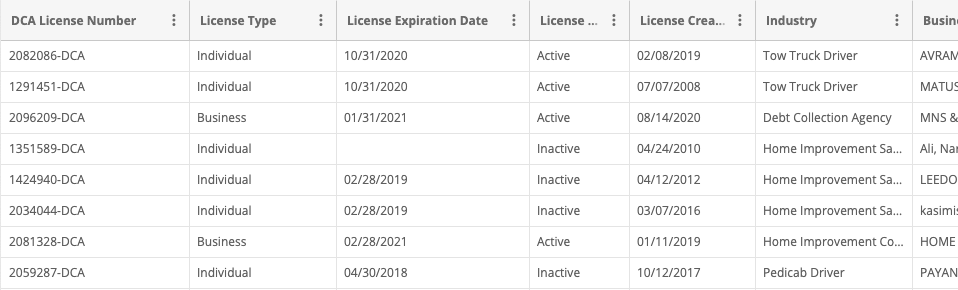 DCA License Number License Type License Expiration Date License ... License Crea... Industry Busin
2082086-DCA Individual 10/31/2020 Active 02/08/2019 Tow Truck Driver AVRAM
1291451-DCA Individual 10/31/2020 Active 07/07/2008 Tow Truck Driver MATUS
2096209-DCA Business 01/31/2021 Active 08/14/2020 Debt Collection Agency MNS &
1351589-DCA Individual Inactive 04/24/2010 Home Improvement Sa... Ali, Nar
1424940-DCA Individual 02/28/2019 Inactive 04/12/2012 Home Improvement Sa... LEEDO
2034044-DCA Individual 02/28/2019 Inactive 03/07/2016 Home Improvement Sa... kasimis
2081328-DCA Business 02/28/2021 Active 01/11/2019 Home Improvement Co... HOME
2059287-DCA Individual 04/30/2018 Inactive 10/12/2017 Pedicab Driver PAYAN